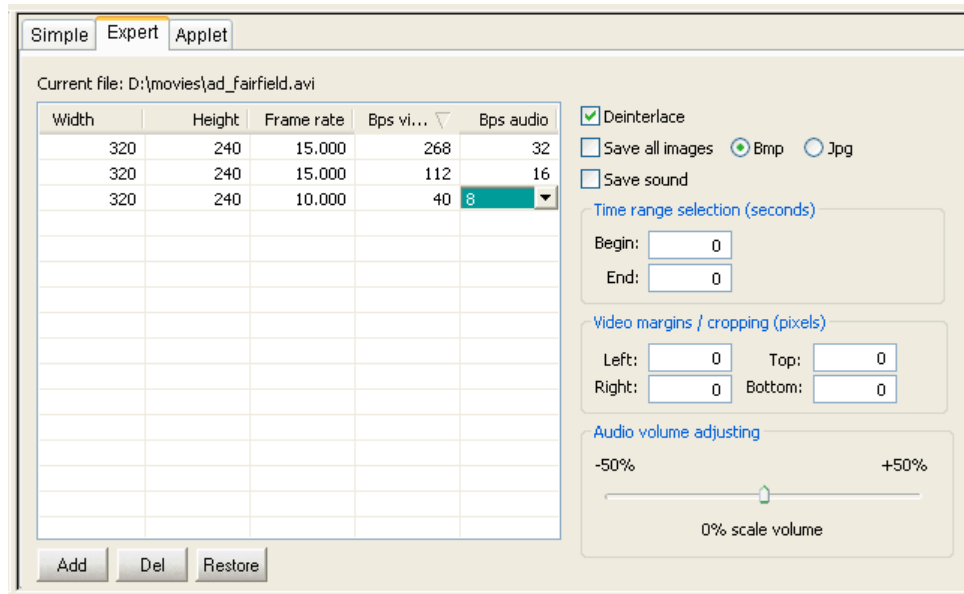 Simple Expert Applet
Current file: D:\movies\ad_fairfield.avi
Width Height Frame rate Bps vi... Bps audio
320 240 15.000 268 32
320 240 15.000 112 16
320 240 10.000 40 8
Add Del Restore
Deinterlace
Save all images Bmp Jpg
Save sound
Time range selection (seconds)
Begin: 0
End: 0
Video margins / cropping (pixels)
Left: 0 Top: 0
Right: 0 Bottom: 0
Audio volume adjusting
-50% +50%
0% scale volume